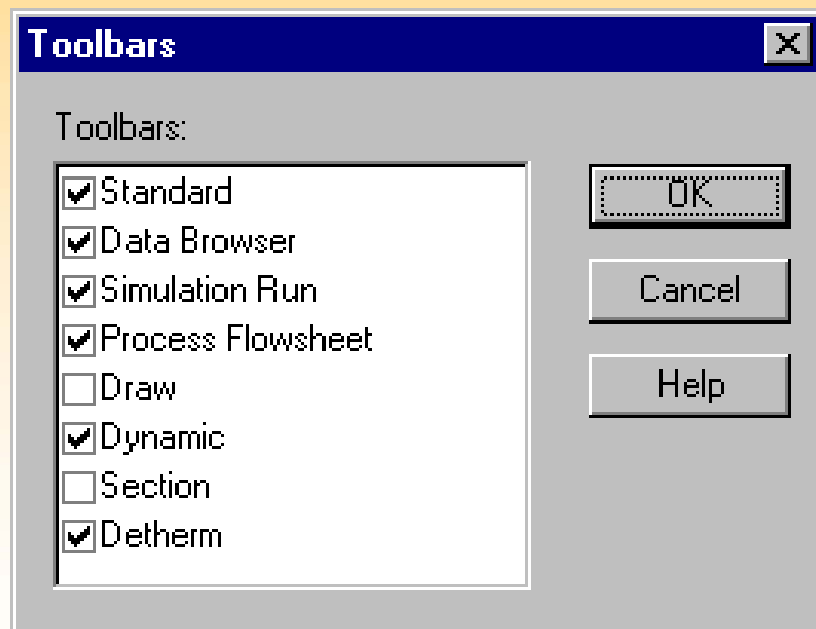 Toolbars
Toolbars:
Standard
Data Browser
Simulation Run
Process Flowsheet
Draw
Dynamic
Section
Detherm
OK
Cancel
Help